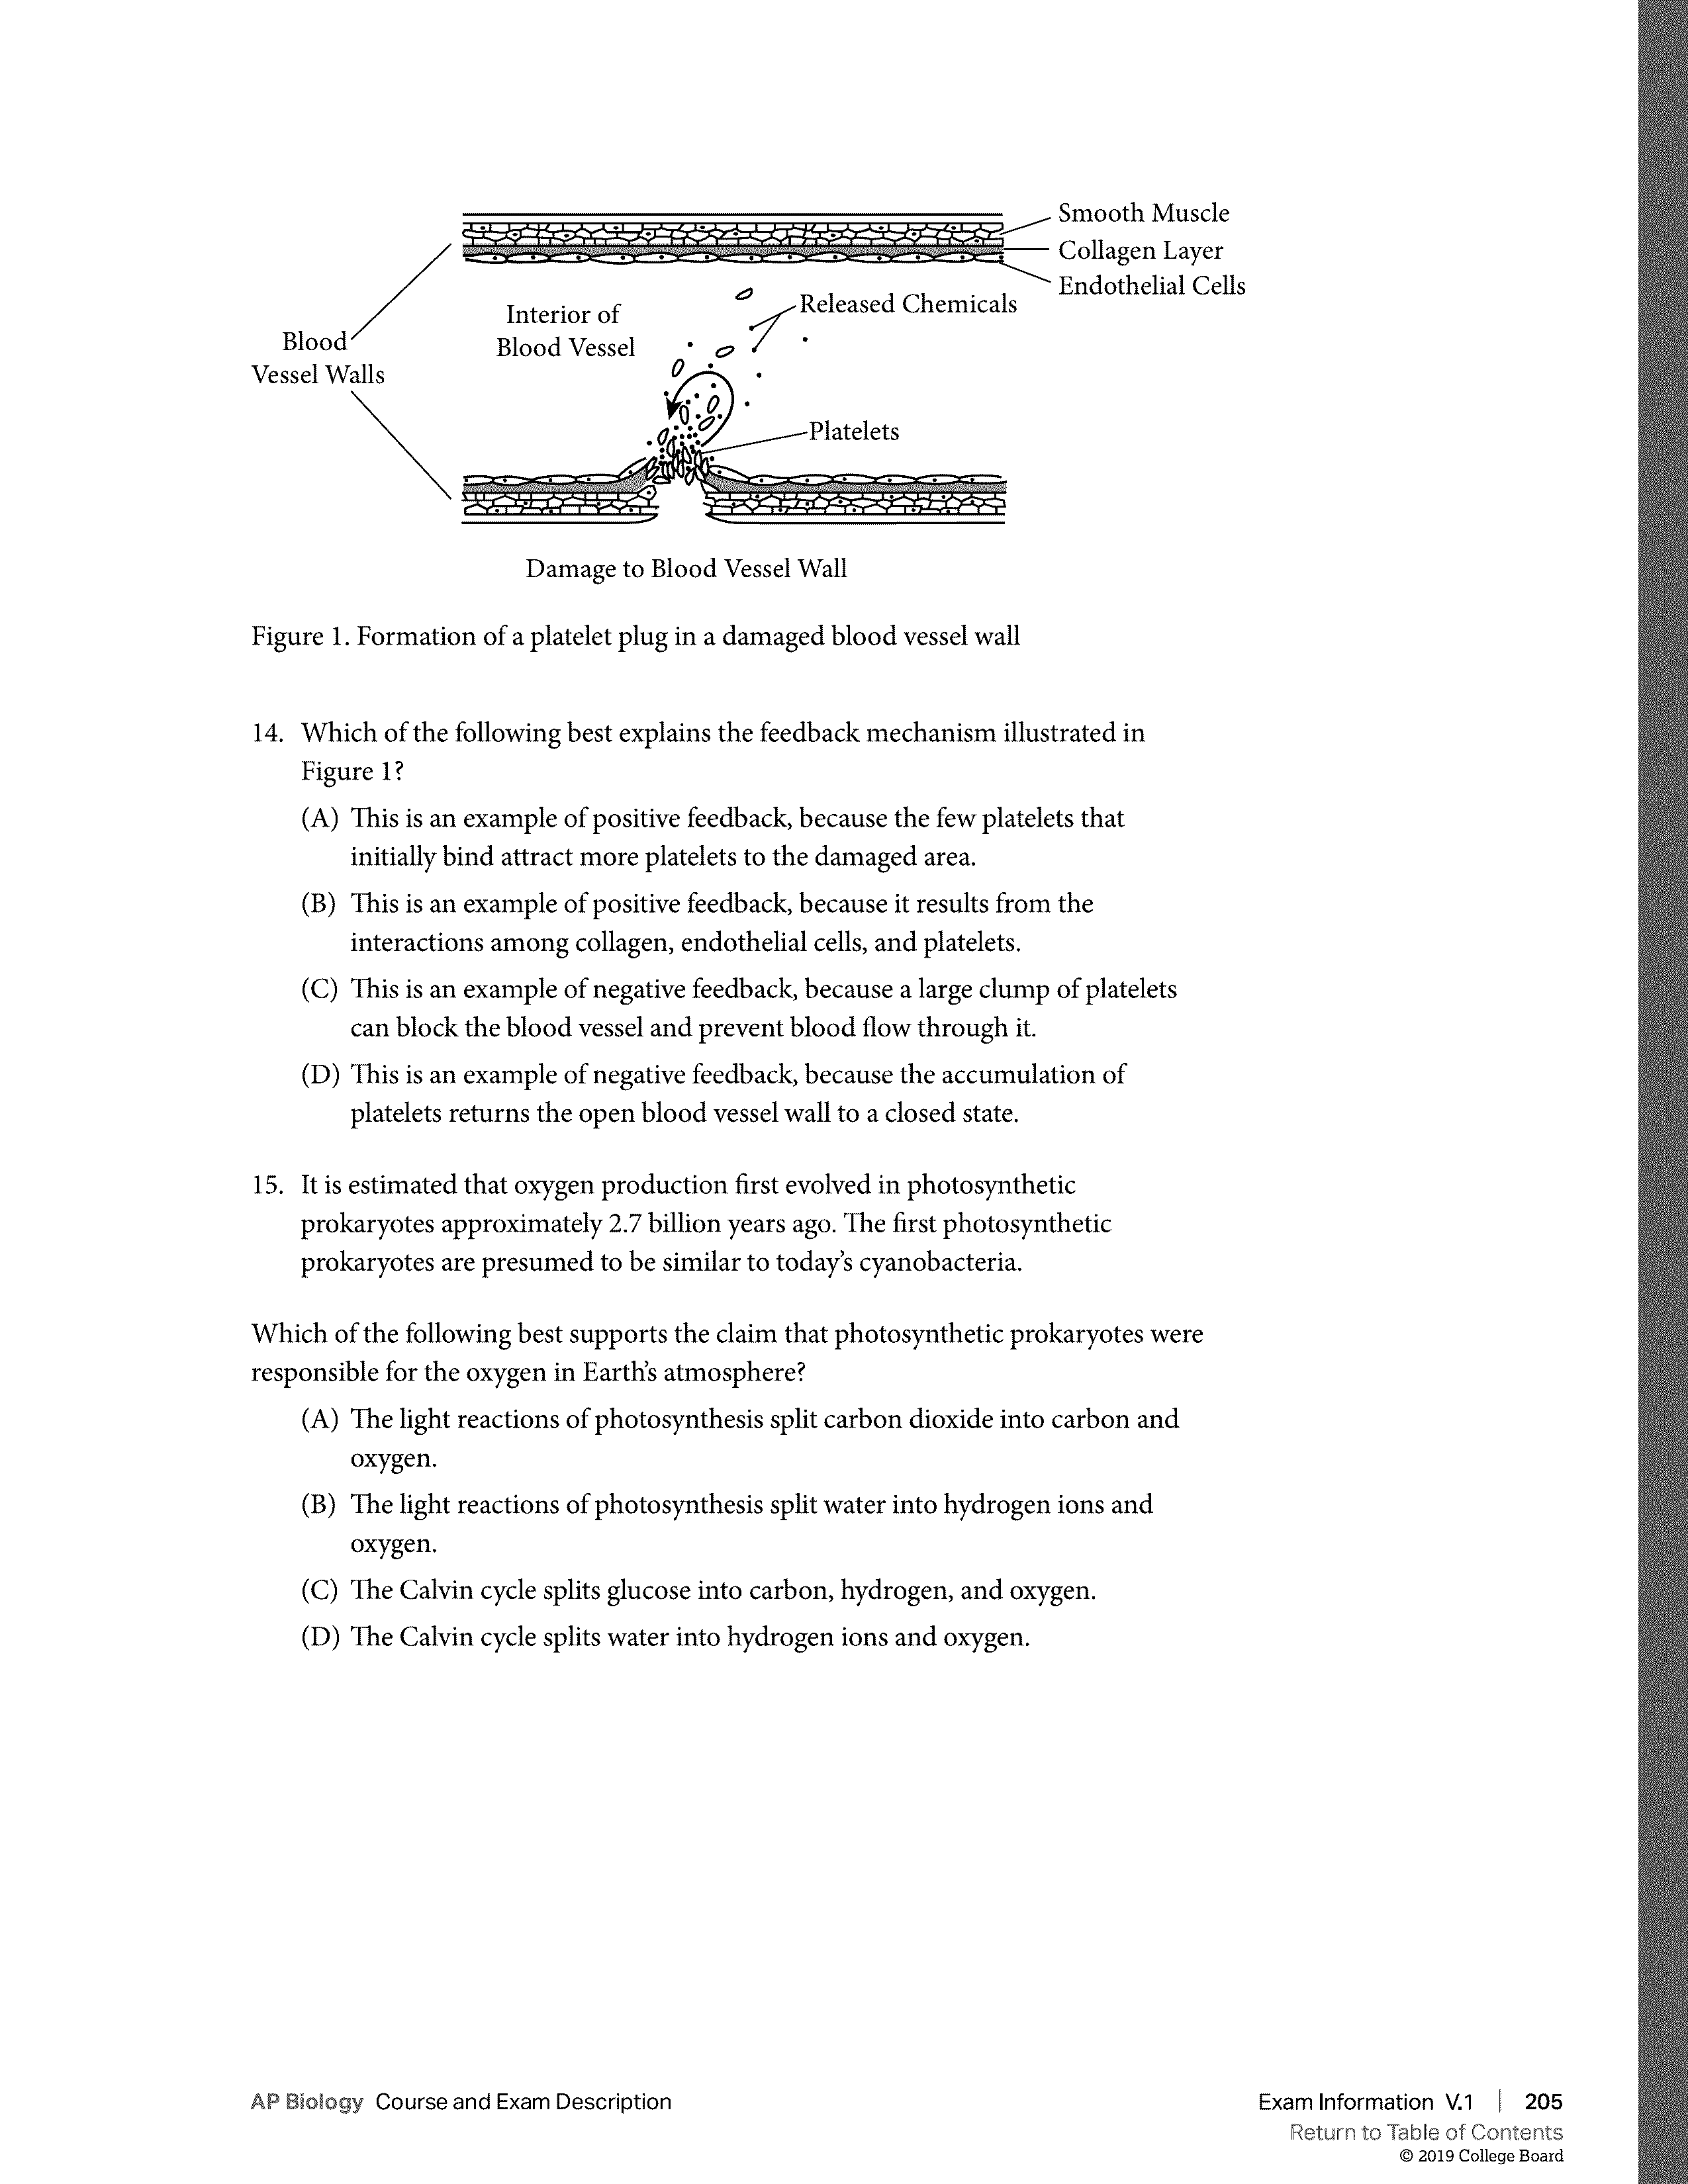 Smooth Muscle
Collagen Layer
Endothelial Cells
Released Chemicals
Interior of
Blood Vessel
Blood
Vessel Walls
Platelets
Damage to Blood Vessel Wall
Figure 1. Formation of a platelet plug in a damaged blood vessel wall
14. Which of the following best explains the feedback mechanism illustrated in
Figure 1?
(A) This is an example of positive feedback, because the few platelets that
initially bind attract more platelets to the damaged area.
(B) This is an example of positive feedback, because it results from the
interactions among collagen, endothelial cells, and platelets.
(C) This is an example of negative feedback, because a large clump of platelets
can block the blood vessel and prevent blood flow through it.
(D) This is an example of negative feedback, because the accumulation of
platelets returns the open blood vessel wall to a closed state.
15. It is estimated that oxygen production first evolved in photosynthetic
prokaryotes approximately 2.7 billion years ago. The first photosynthetic
prokaryotes are presumed to be similar to today’s cyanobacteria.
Which of the following best supports the claim that photosynthetic prokaryotes were
responsible for the oxygen in Earth’s atmosphere?
(A) The light reactions of photosynthesis split carbon dioxide into carbon and
oxygen.
(B) The light reactions of photosynthesis split water into hydrogen ions and
oxygen.
(C) The Calvin cycle splits glucose into carbon, hydrogen, and oxygen.
(D) The Calvin cycle splits water into hydrogen ions and oxygen.
AP Biology Course and Exam Description
Exam Information V.1 | 205
Return to Table of Contents
© 2019 College Board